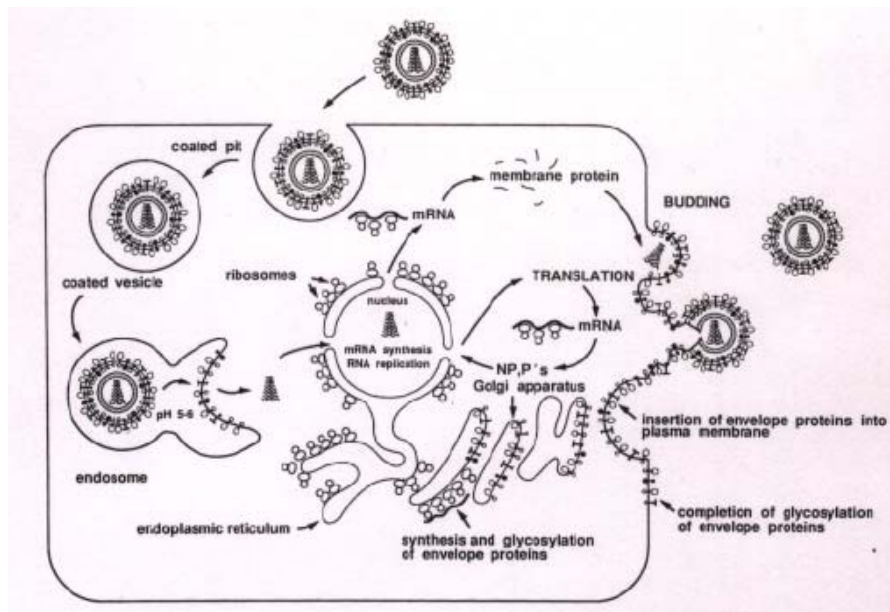 coated pit
membrane protein
mRNA
BUDDING
coated vesicle
ribosomes
nucleus
TRANSLATION
mRNA synthesis
RNA replication
mRNA
NP,P's
Golgi apparatus
pH 5-6
insertion of envelope proteins into
plasma membrane
endosome
endoplasmic reticulum
synthesis and glycosylation
of envelope proteins
completion of glycosylation
of envelope proteins